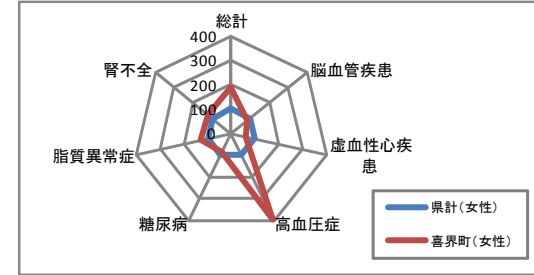 総計
400
300
200
100
0
脳血管疾患
虚血性心疾
患
高血圧症
糖尿病
脂質異常症
腎不全
県計(女性)
喜界町(女性)